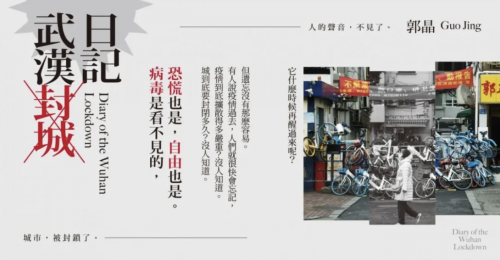 武漢封城
日記
Diary of the Wuhan
Lockdown
城市，被封鎖了。
病毒是看不見的，
恐慌也是，自由也是。
城到底要封閉多久？沒人知道。
疫情到底擴散得多嚴重？沒人知道。
有人說疫情過去，人們就很快會忘記，
但遺忘沒有那麼容易。
它什麼時候再醒過來呢？
人的聲音，不見了。
郭晶 Guo Jing
Diary of the
Wuhan
Lockdown